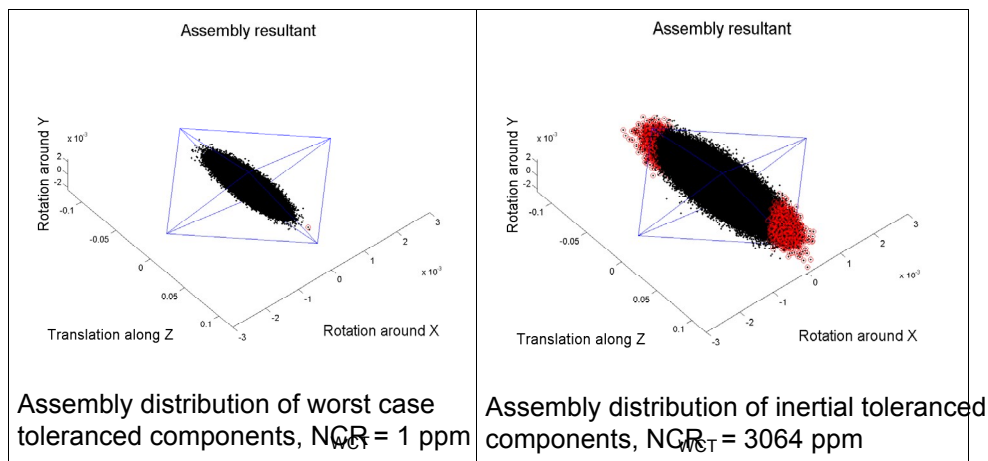 Assembly resultant
Rotation around Y
x 10⁻³
2
0
-2
-0.1
-0.05
0
0.05
0.1
Translation along Z
3
2
1
0
-1
-2
-3
x 10⁻³
Rotation around X
Assembly distribution of worst case
toleranced components, NCR_WCT = 1 ppm
Assembly resultant
Rotation around Y
x 10⁻³
2
0
-2
-0.1
-0.05
0
0.05
0.1
Translation along Z
3
2
1
0
-1
-2
-3
x 10⁻³
Rotation around X
Assembly distribution of inertial toleranced
components, NCR_WCT = 3064 ppm